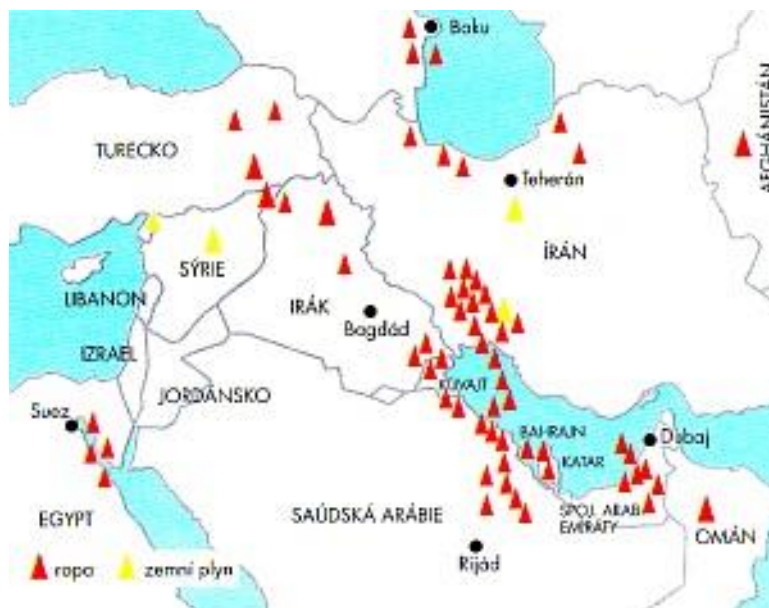 Baku
TURECKO
AFGHÁNISTÁN
Teherán
SÝRIE
ÍRÁN
LIBANON
IRÁK
Bagdád
IZRAEL
JORDÁNSKO
KUVAJT
Suez
BAHRAJN
Dubaj
KATAR
EGYPT
SAÚDSKÁ ARÁBIE
SPOJ. ARAB.
EMIRÁTY
OMÁN
Rijád
ropa
zemní plyn